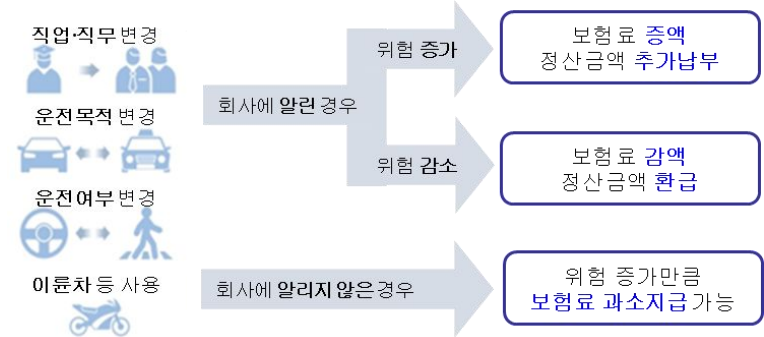 직업·직무 변경
운전목적 변경
운전여부 변경
이륜차 등 사용
회사에 알린 경우
위험 증가
보험료 증액
정산금액 추가납부
위험 감소
보험료 감액
정산금액 환급
회사에 알리지 않은 경우
위험 증가만큼
보험료 과소지급 가능